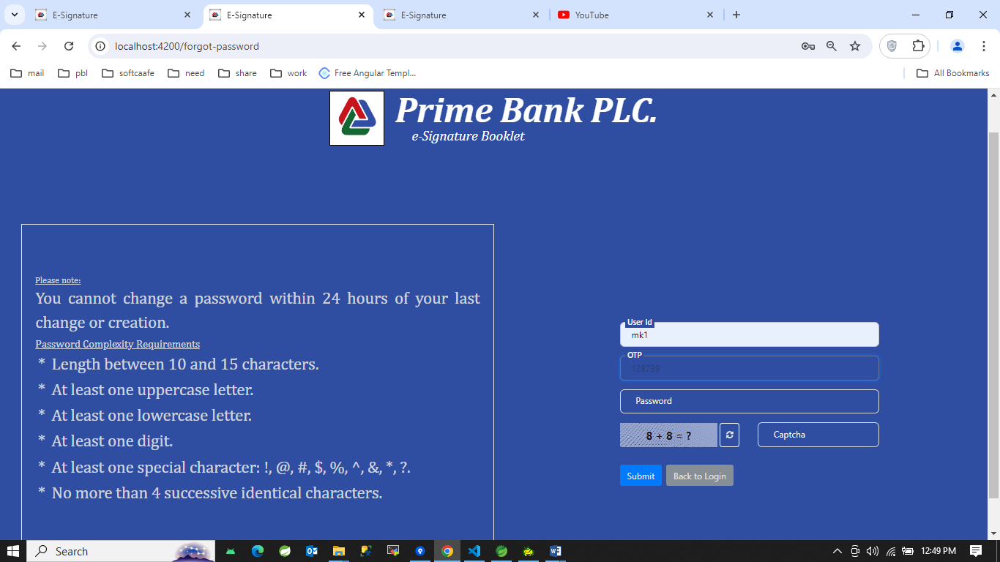 E-Signature
E-Signature
E-Signature
YouTube
localhost:4200/forgot-password
mail
pbl
softcaafe
need
share
work
Free Angular Templ...
All Bookmarks
Prime Bank PLC.
e-Signature Booklet
Please note:
You cannot change a password within 24 hours of your last
change or creation.
Password Complexity Requirements
* Length between 10 and 15 characters.
* At least one uppercase letter.
* At least one lowercase letter.
* At least one digit.
* At least one special character: !, @, #, $, %, ^, &, *, ?.
* No more than 4 successive identical characters.
User Id
mk1
OTP
128739
Password
8 + 8 = ?
Captcha
Submit
Back to Login
Search
12:49 PM